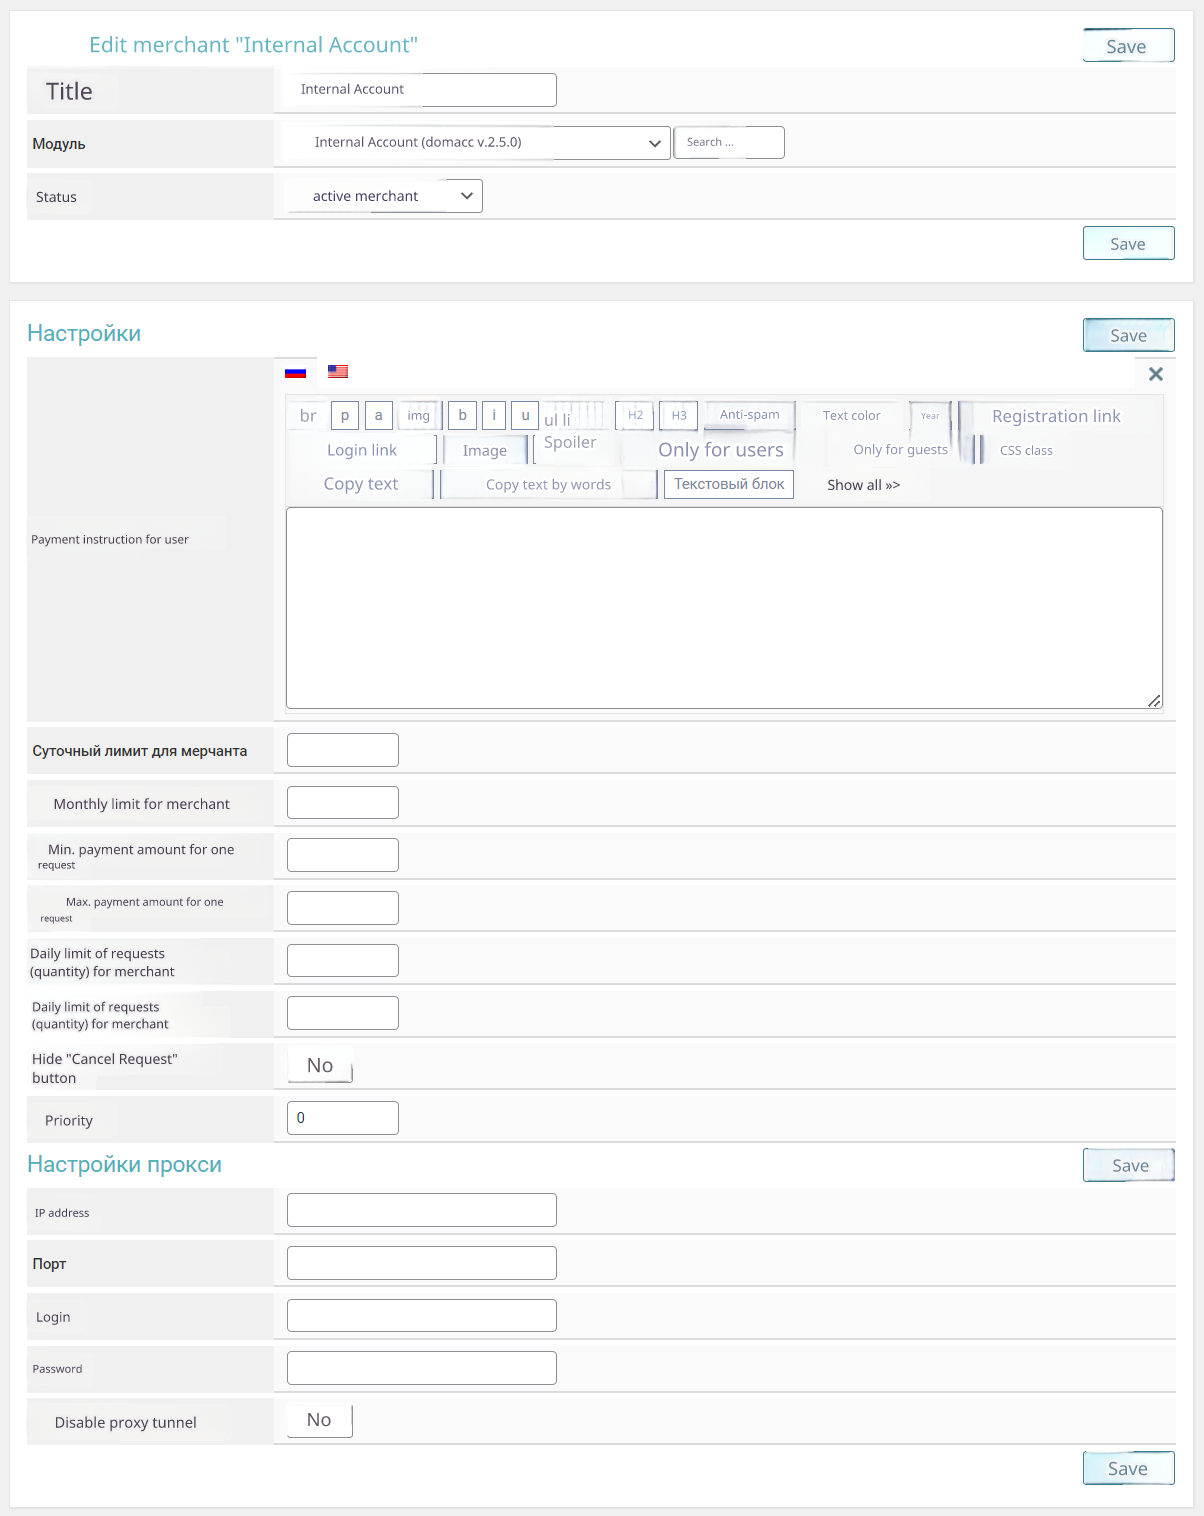 Edit merchant "Internal Account"
Save
Title
Internal Account
Модуль
Internal Account (domacc v.2.5.0)
Search ...
Status
active merchant
Save
Настройки
Save
br p a img b i u ul li H2 H3 Anti-spam Text color Year Registration link
Login link Image Spoiler Only for users Only for guests CSS class
Copy text Copy text by words Текстовый блок Show all »>
Payment instruction for user
Суточный лимит для мерчанта
Monthly limit for merchant
Min. payment amount for one
request
Max. payment amount for one
request
Daily limit of requests
(quantity) for merchant
Daily limit of requests
(quantity) for merchant
Hide "Cancel Request"
button
No
Priority
0
Настройки прокси
Save
IP address
Порт
Login
Password
Disable proxy tunnel
No
Save